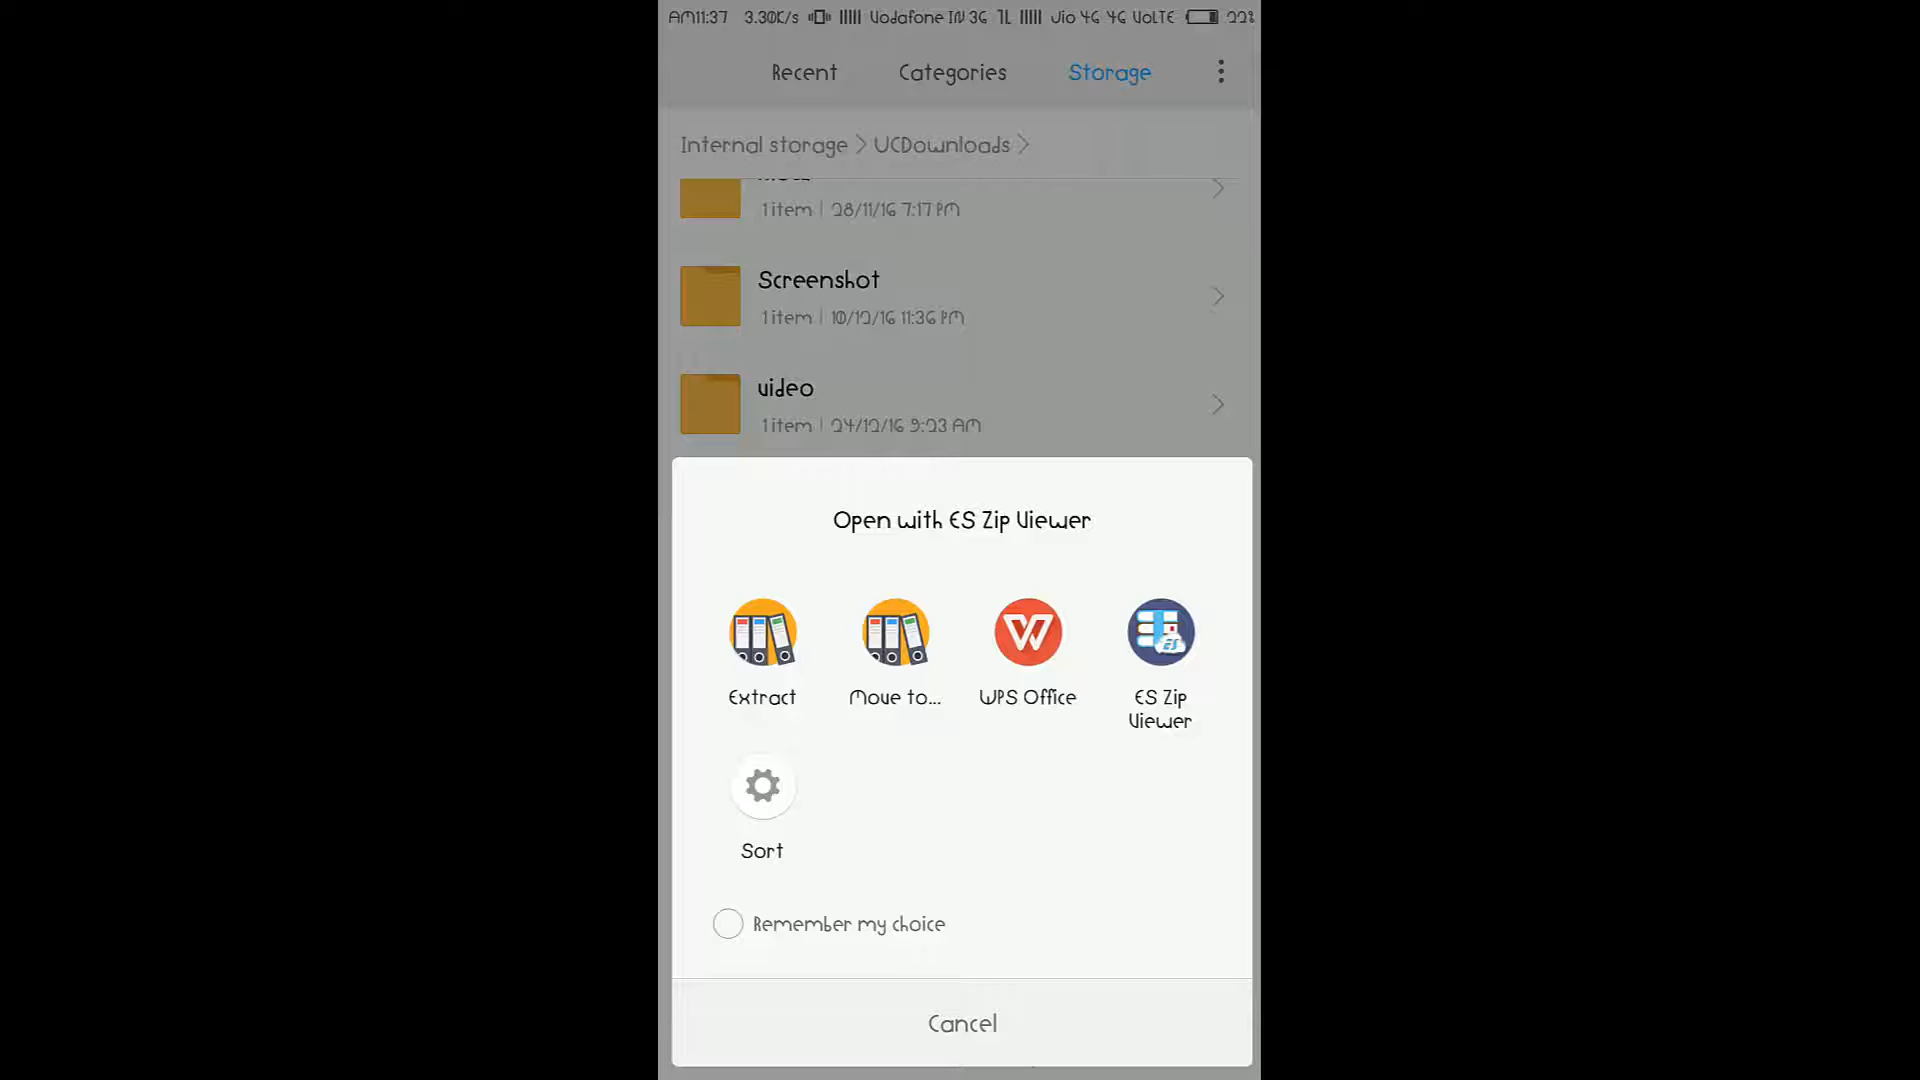 AM11:37 3.30K/s Vodafone IN 3G 1L Jio 4G 4G VoLTE 22%
Recent Categories Storage
Internal storage > UCDownloads >
1 item | 28/11/16 7:17 PM
Screenshot
1 item | 10/12/16 11:36 PM
video
1 item | 24/12/16 9:23 AM
Open with ES Zip Viewer
Extract Move to... WPS Office ES Zip
Viewer
Sort
Remember my choice
Cancel